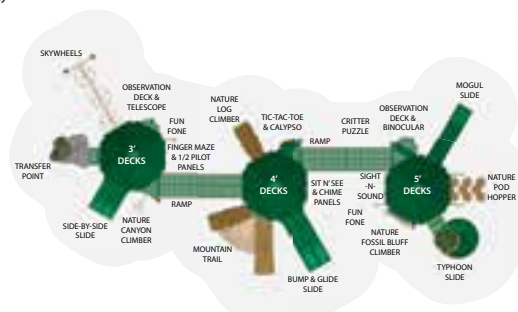 SKYWHEELS
OBSERVATION
DECK &
TELESCOPE
FUN
FONE
FINGER MAZE
& 1/2 PILOT
PANELS
3'
DECKS
TRANSFER
POINT
SIDE-BY-SIDE
SLIDE
NATURE
CANYON
CLIMBER
RAMP
NATURE
LOG
CLIMBER
TIC-TAC-TOE
& CALYPSO
RAMP
4'
DECKS
SIT N' SEE
& CHIME
PANELS
MOUNTAIN
TRAIL
BUMP & GLIDE
SLIDE
CRITTER
PUZZLE
OBSERVATION
DECK &
BINOCULAR
MOGUL
SLIDE
SIGHT
-N-
SOUND
5'
DECKS
NATURE
POD
HOPPER
FUN
FONE
NATURE
FOSSIL BLUFF
CLIMBER
TYPHOON
SLIDE